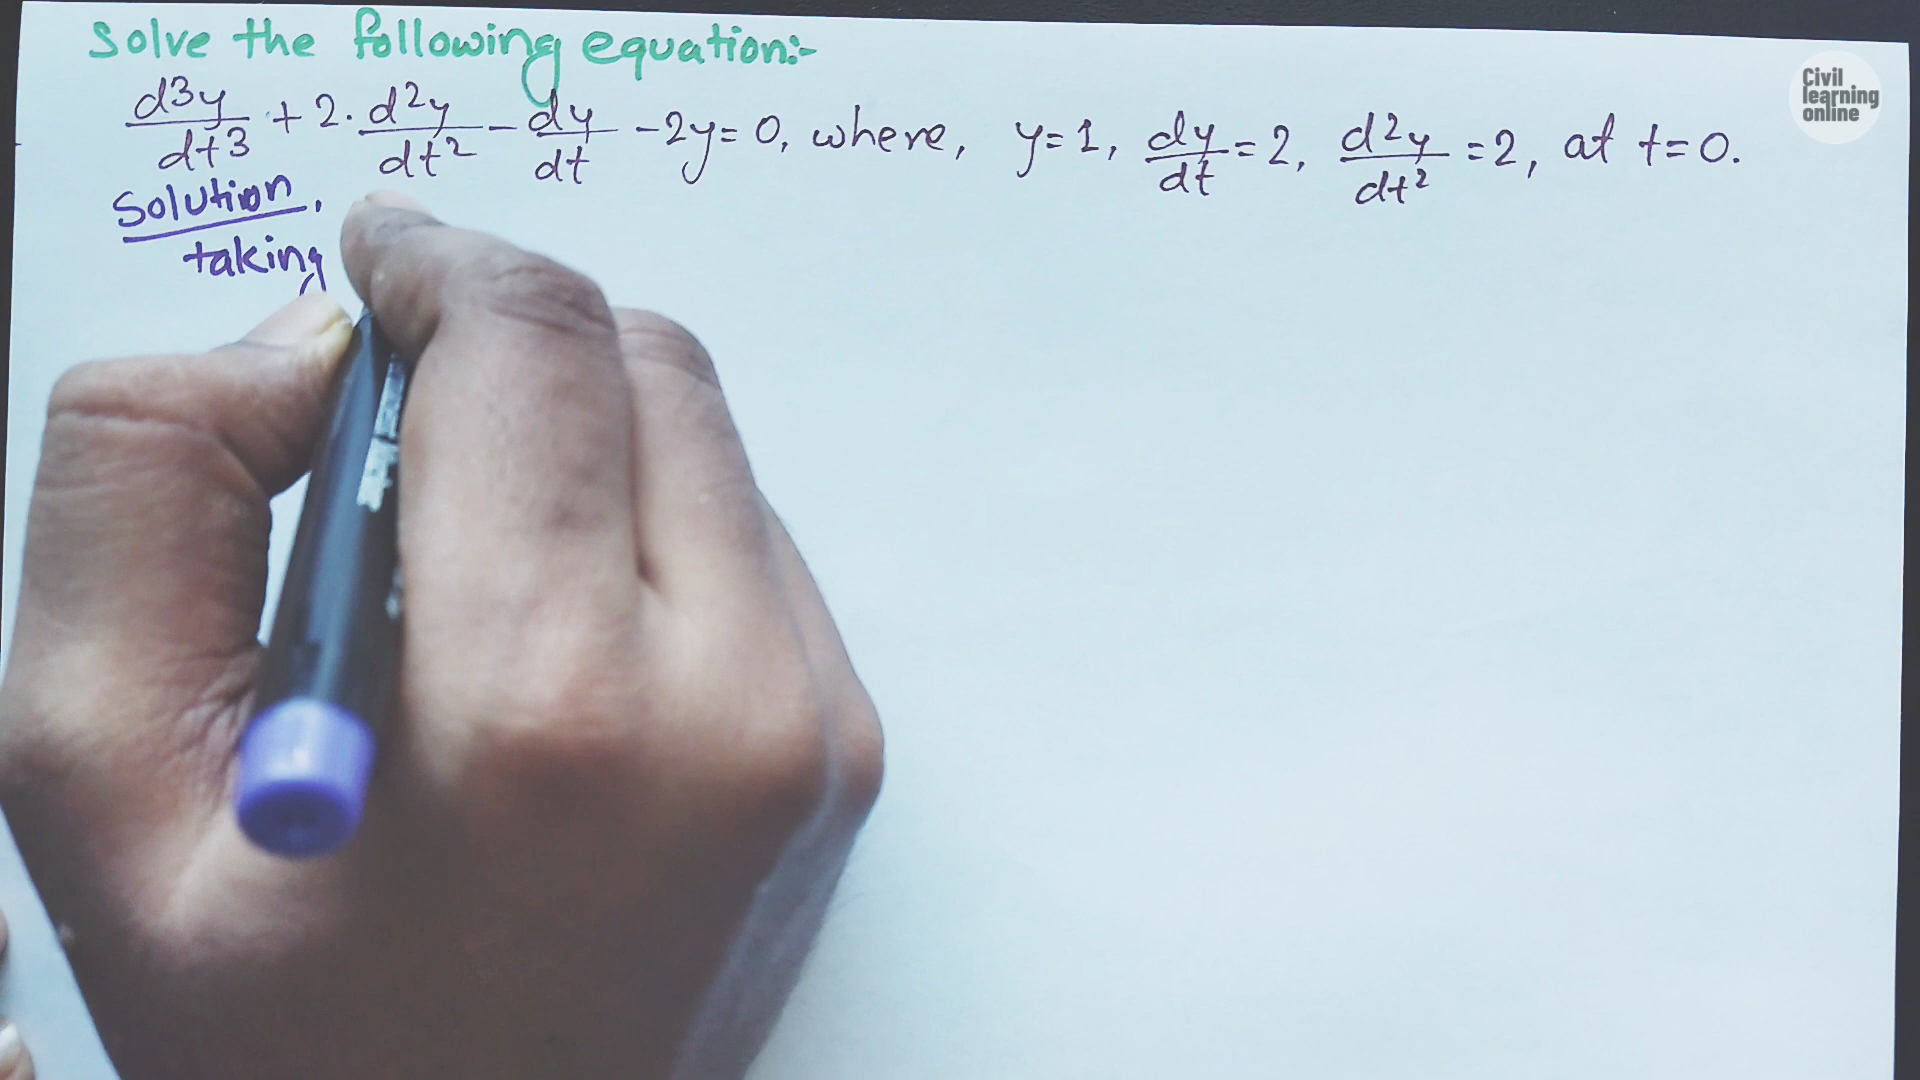 Solve the following equation:-
d3y/dt3 + 2. d2y/dt2 - dy/dt - 2y = 0, where, y=1, dy/dt = 2, d2y/dt2 = 2, at t=0.
Solution,
taking
Civil
learning
online